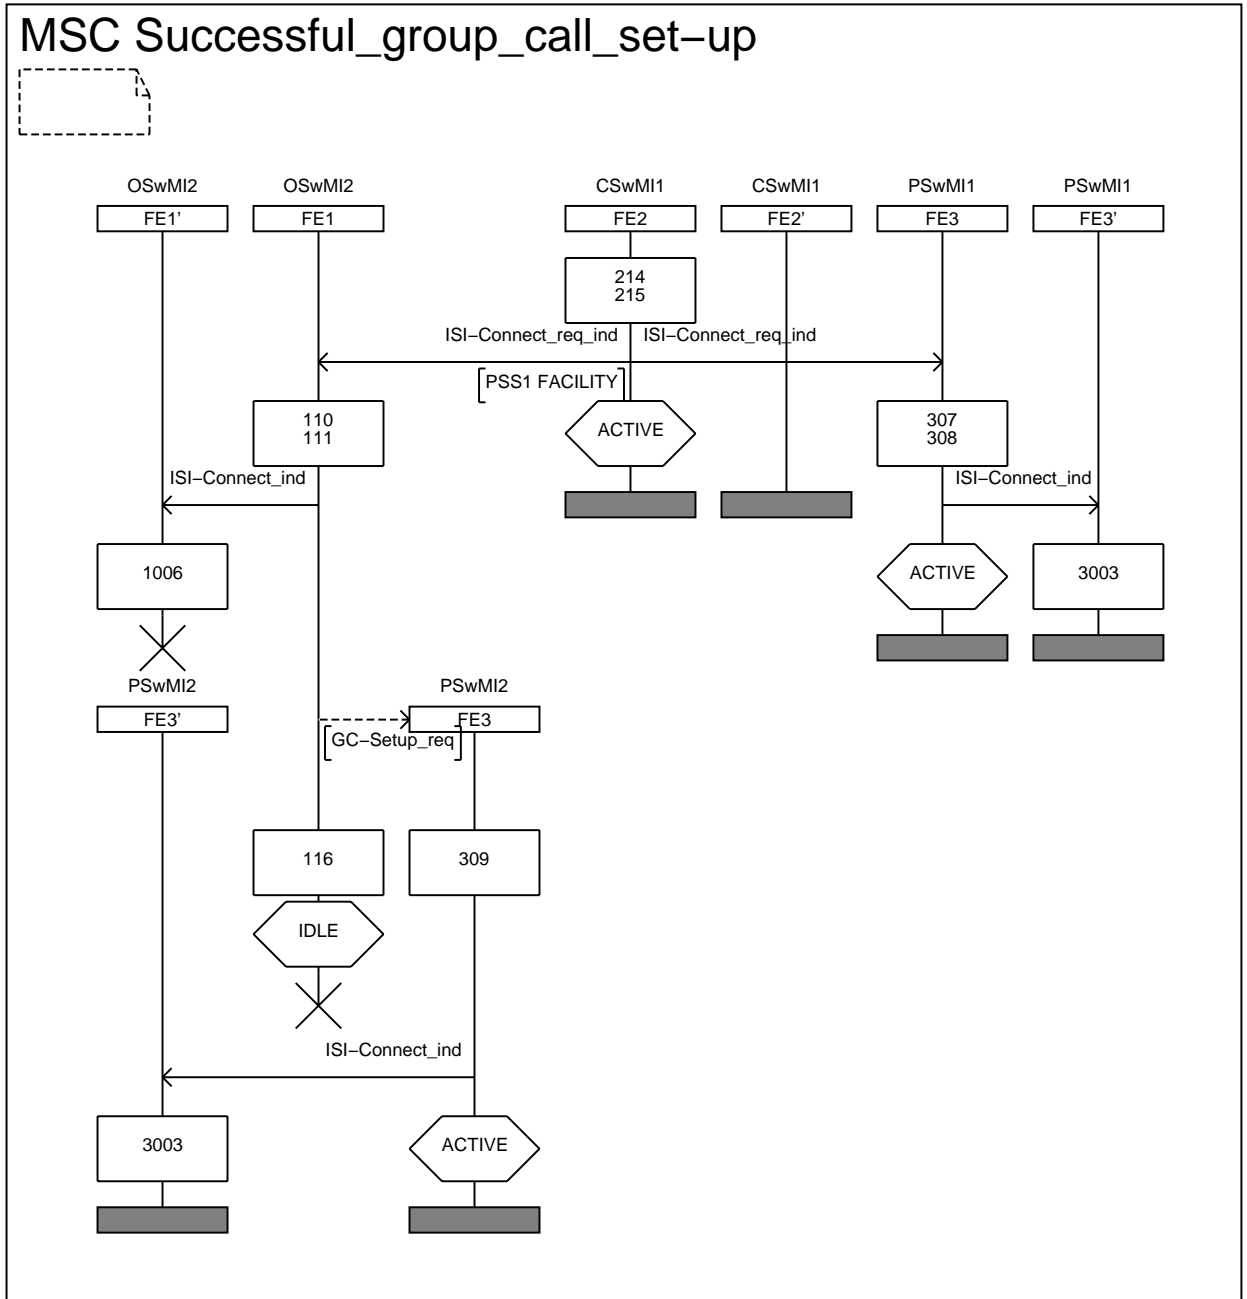 MSC Successful_group_call_set−up
OSwMI2
OSwMI2
CSwMI1
CSwMI1
PSwMI1
PSwMI1
FE1’
FE1
FE2
FE2’
FE3
FE3’
214
215
ISI−Connect_req_ind
ISI−Connect_req_ind
PSS1 FACILITY
110
111
ACTIVE
307
308
ISI−Connect_ind
ISI−Connect_ind
1006
ACTIVE
3003
PSwMI2
PSwMI2
FE3’
FE3
GC−Setup_req
116
309
IDLE
ISI−Connect_ind
3003
ACTIVE